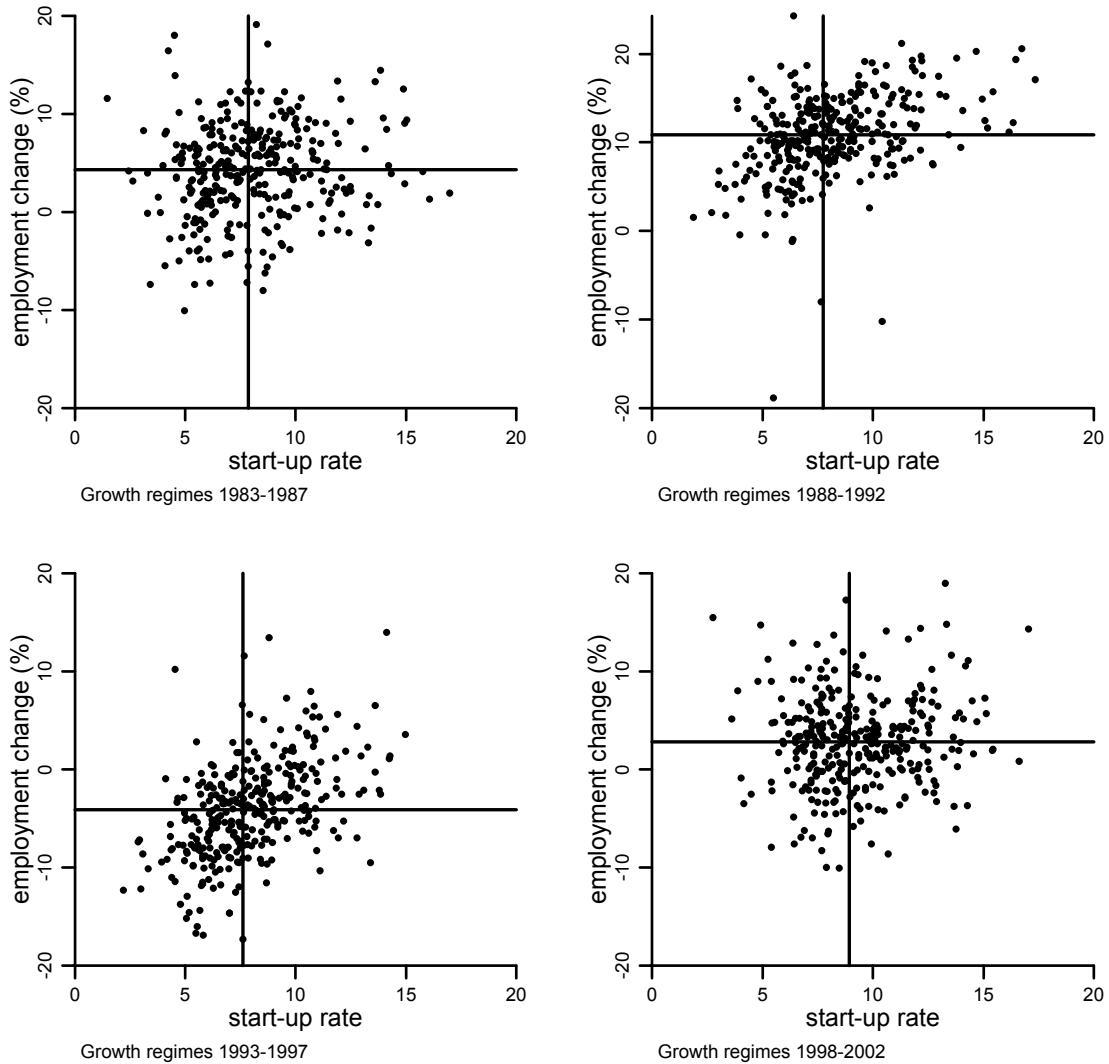 employment change (%)
20
10
0
-10
-20
0 5 10 15 20
start-up rate
Growth regimes 1983-1987
employment change (%)
20
10
0
-10
-20
0 5 10 15 20
start-up rate
Growth regimes 1988-1992
employment change (%)
20
10
0
-10
-20
0 5 10 15 20
start-up rate
Growth regimes 1993-1997
employment change (%)
20
10
0
-10
-20
0 5 10 15 20
start-up rate
Growth regimes 1998-2002